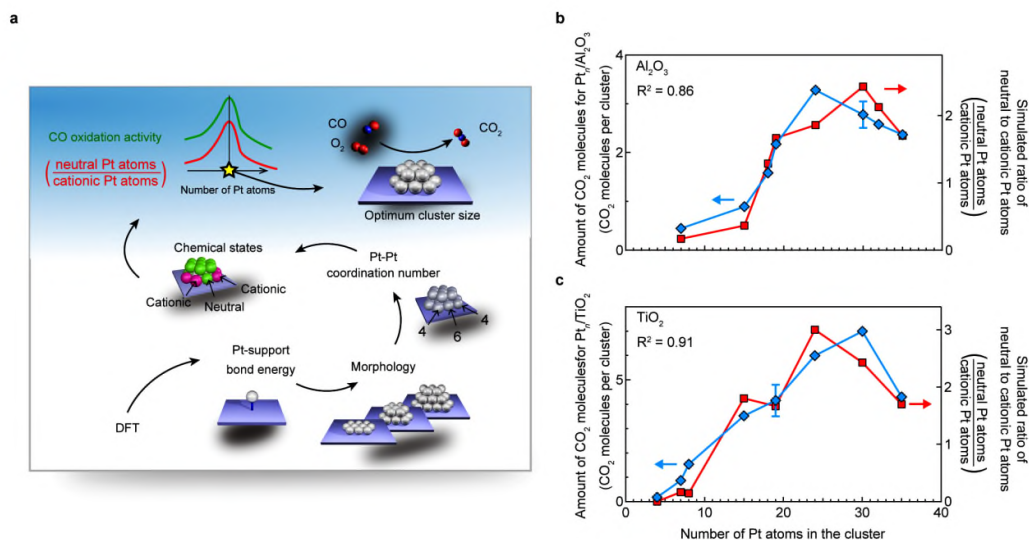 a
CO oxidation activity
(neutral Pt atoms
cationic Pt atoms)
Number of Pt atoms
CO
O2
CO2
Optimum cluster size
Chemical states
Cationic
Neutral
Cationic
Pt-Pt
coordination number
4
6
4
Pt-support
bond energy
Morphology
DFT
b
Amount of CO2 molecules for Ptn/Al2O3
(CO2 molecules per cluster)
4
2
0
Al2O3
R2 = 0.86
2
1
0
Simulated ratio of
neutral to cationic Pt atoms
(neutral Pt atoms
cationic Pt atoms)
c
Amount of CO2 moleculesfor Ptn/TiO2
(CO2 molecules per cluster)
5
0
TiO2
R2 = 0.91
3
2
1
0
Simulated ratio of
neutral to cationic Pt atoms
(neutral Pt atoms
cationic Pt atoms)
0 10 20 30 40
Number of Pt atoms in the cluster